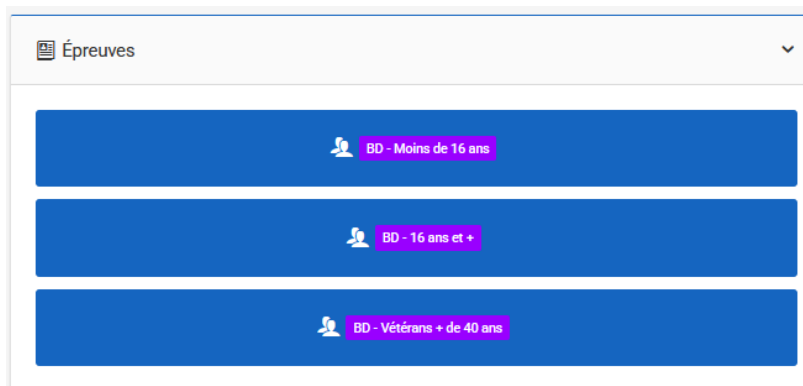 Épreuves
BD - Moins de 16 ans
BD - 16 ans et +
BD - Vétérans + de 40 ans